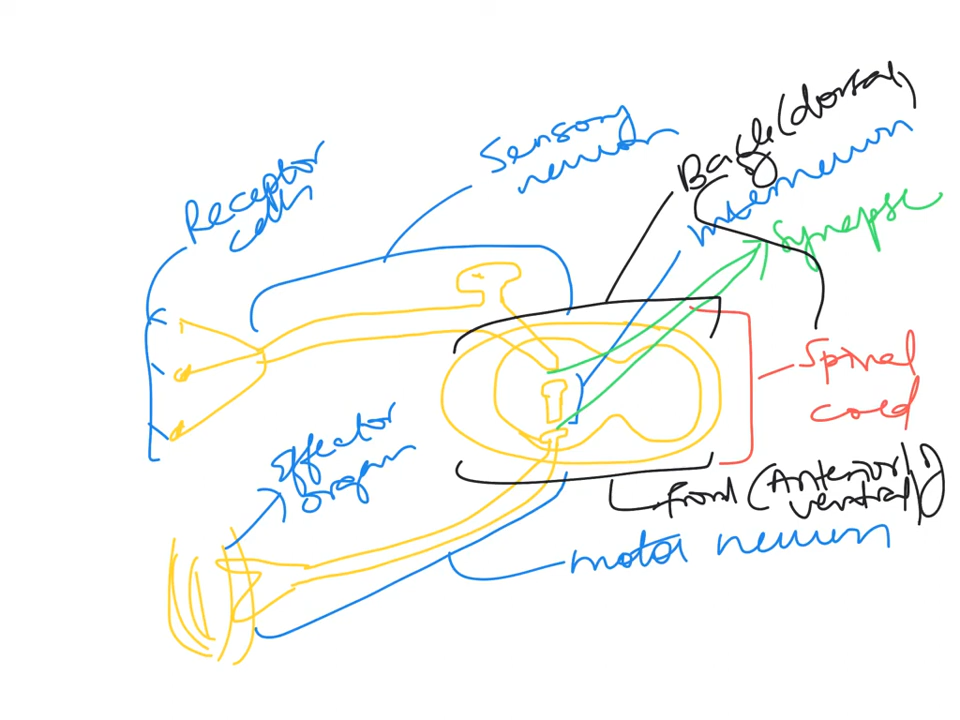 Receptor
cells
Sensory
neuron
Back (dorsal)
interneuron
Synapse
Spinal
cord
Effector
organ
Front (Anterior/
ventral)
motor neuron